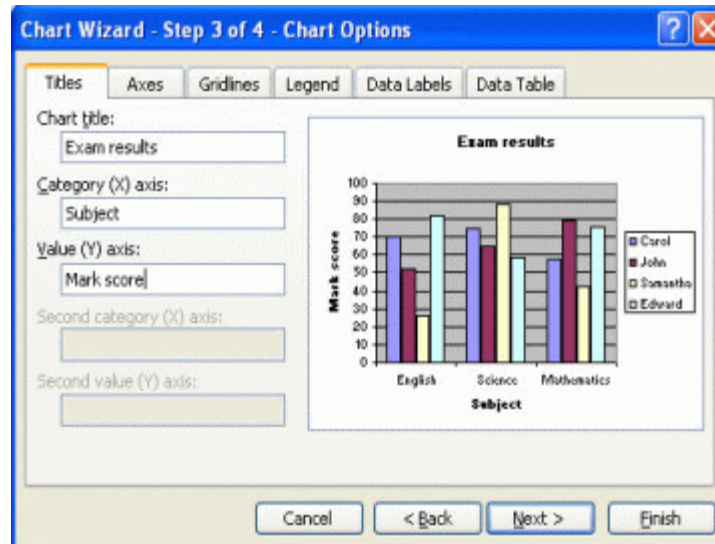 Chart Wizard - Step 3 of 4 - Chart Options
Titles Axes Gridlines Legend Data Labels Data Table
Chart title:
Exam results
Category (X) axis:
Subject
Value (Y) axis:
Mark score
Second category (X) axis:
Second value (Y) axis:
Exam results
Mark score
100
90
80
70
60
50
40
30
20
10
0
English Science Mathematics
Subject
Carol
John
Samantha
Edward
Cancel < Back Next > Finish